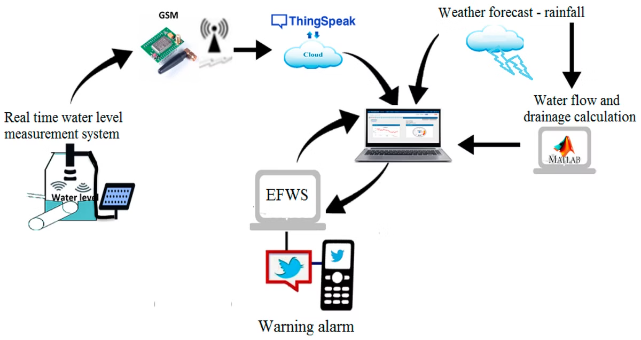 GSM
ThingSpeak
Cloud
Weather forecast - rainfall
Real time water level
measurement system
Water level
Water flow and
drainage calculation
MATLAB
EFWS
Warning alarm